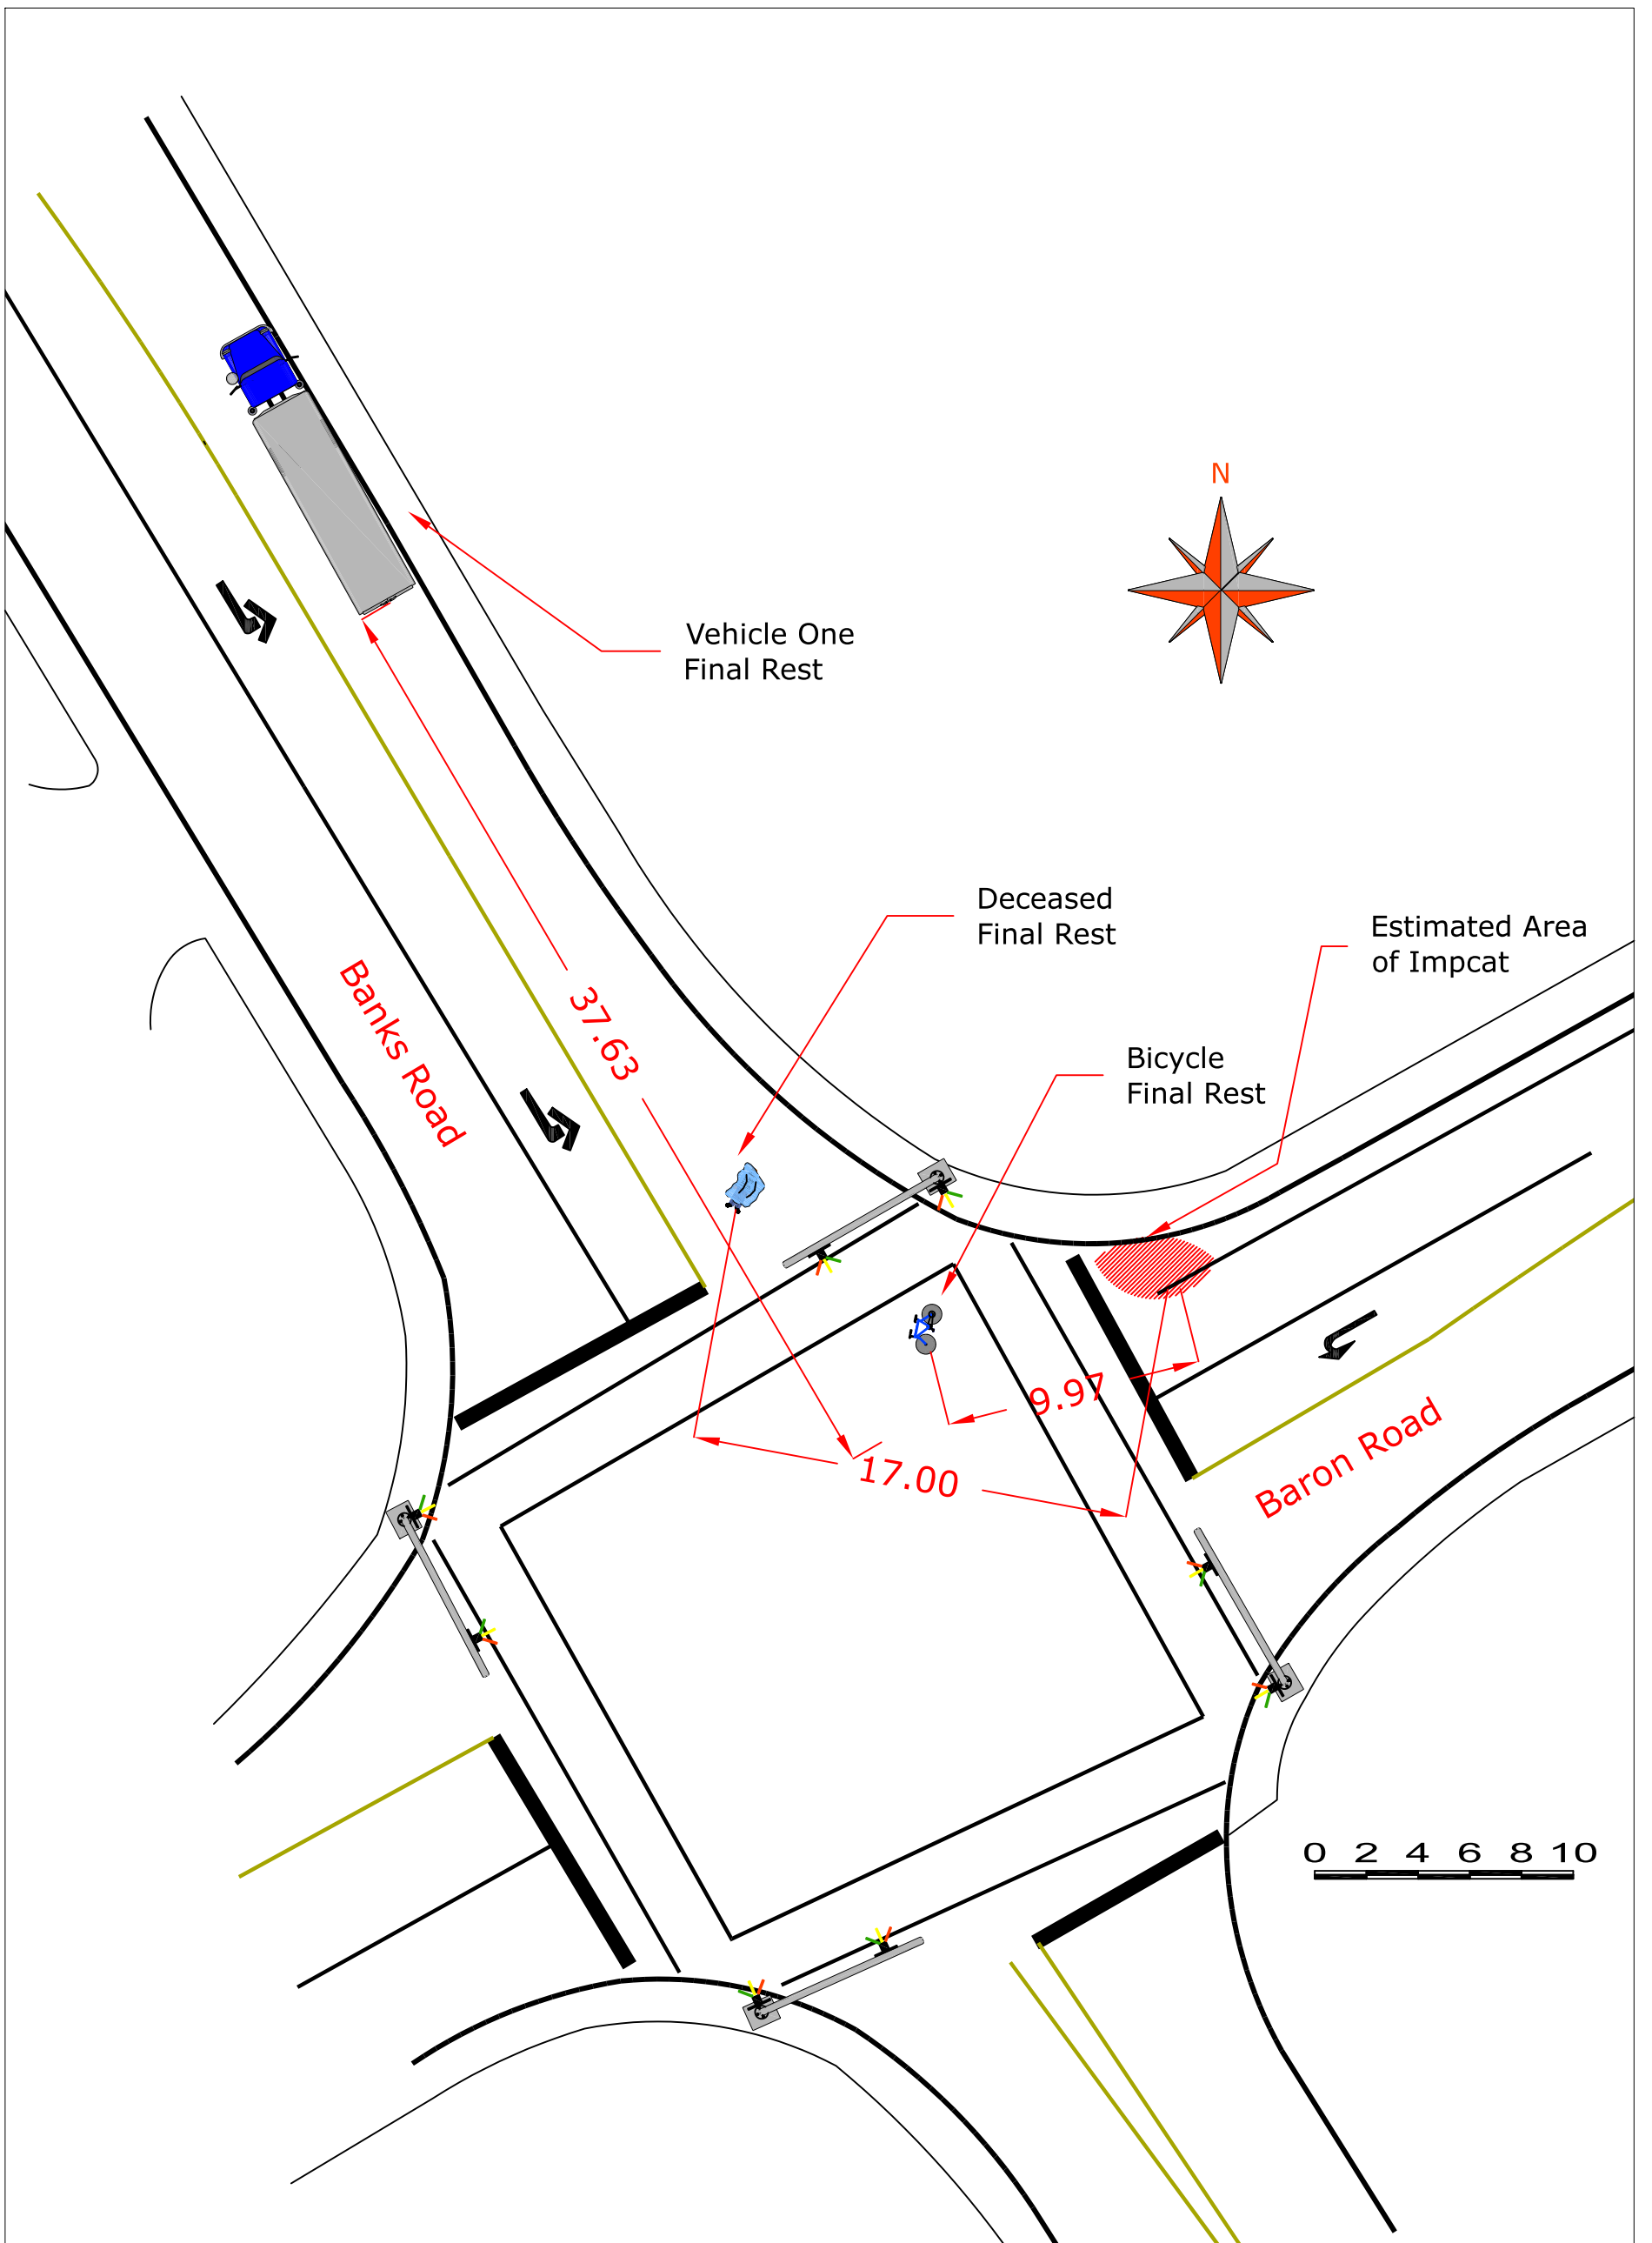 N
Vehicle One
Final Rest
Deceased
Final Rest
Estimated Area
of Impcat
Banks Road
37.63
Bicycle
Final Rest
9.97
17.00
Baron Road
0 2 4 6 8 10